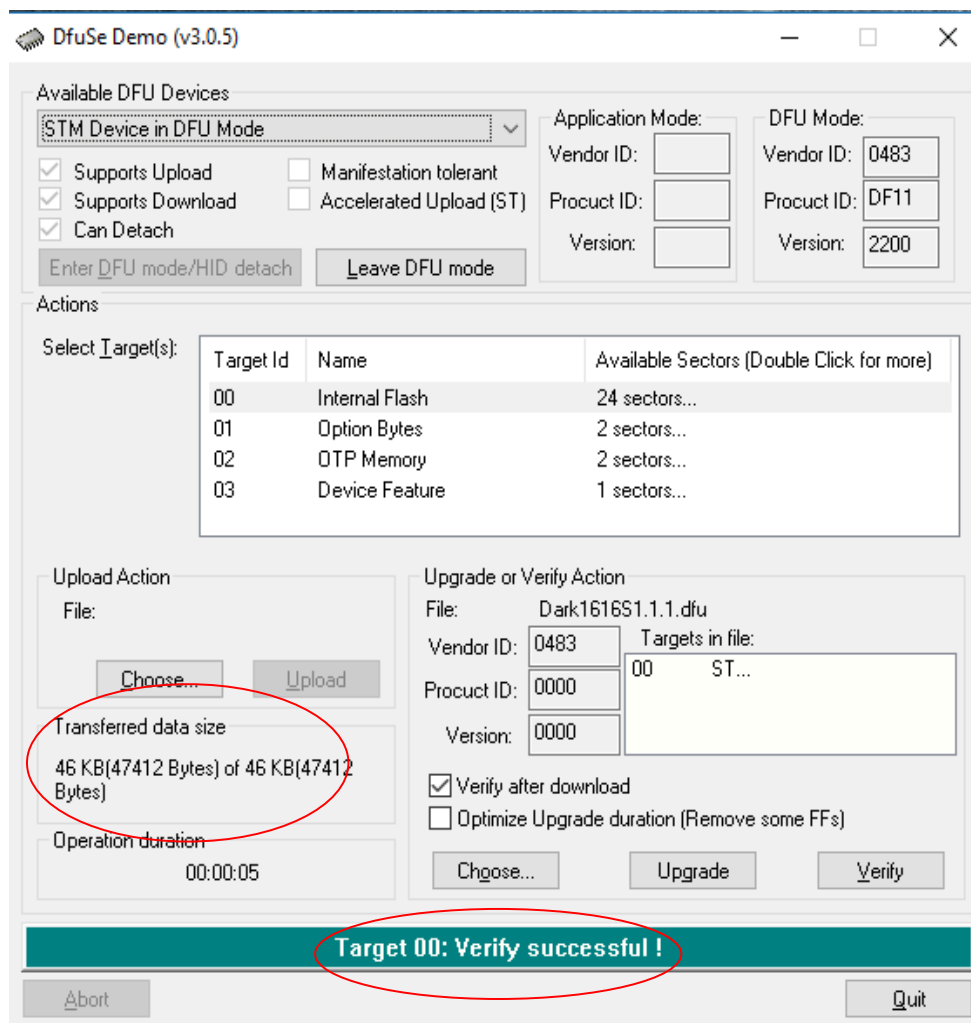 DfuSe Demo (v3.0.5)
Available DFU Devices
STM Device in DFU Mode
Supports Upload
Manifestation tolerant
Supports Download
Accelerated Upload (ST)
Can Detach
Enter DFU mode/HID detach
Leave DFU mode
Application Mode:
Vendor ID:
Procuct ID:
Version:
DFU Mode:
Vendor ID: 0483
Procuct ID: DF11
Version: 2200
Actions
Select Target(s):
Target Id Name Available Sectors (Double Click for more)
00 Internal Flash 24 sectors...
01 Option Bytes 2 sectors...
02 OTP Memory 2 sectors...
03 Device Feature 1 sectors...
Upload Action
File:
Choose... Upload
Transferred data size
46 KB(47412 Bytes) of 46 KB(47412
Bytes)
Operation duration
00:00:05
Upgrade or Verify Action
File: Dark1616S1.1.1.dfu
Vendor ID: 0483
Procuct ID: 0000
Version: 0000
Targets in file:
00 ST...
Verify after download
Optimize Upgrade duration (Remove some FFs)
Choose... Upgrade Verify
Target 00: Verify successful !
Abort Quit